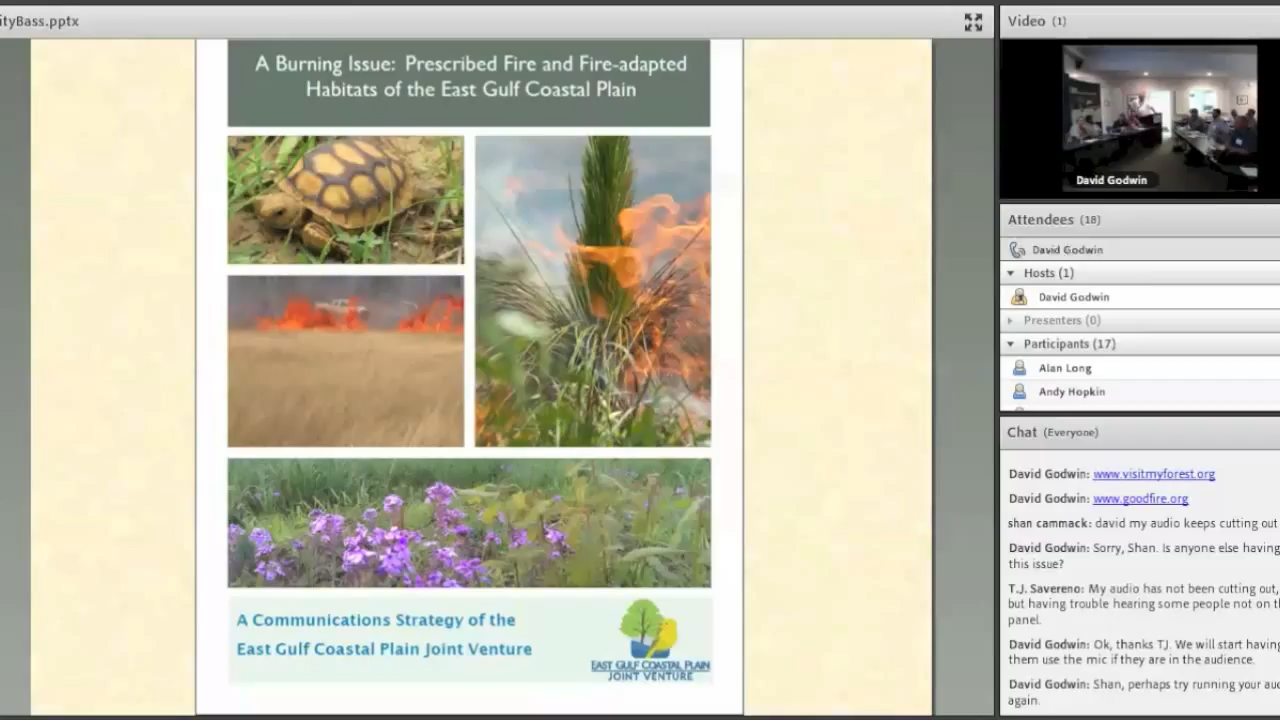 ityBass.pptx
A Burning Issue: Prescribed Fire and Fire-adapted
Habitats of the East Gulf Coastal Plain
A Communications Strategy of the
East Gulf Coastal Plain Joint Venture
EAST GULF COASTAL PLAIN
JOINT VENTURE
Video (1)
David Godwin
Attendees (18)
David Godwin
Hosts (1)
David Godwin
Presenters (0)
Participants (17)
Alan Long
Andy Hopkin
Chat (Everyone)
David Godwin: www.visitmyforest.org
David Godwin: www.goodfire.org
shan cammack: david my audio keeps cutting out
David Godwin: Sorry, Shan. Is anyone else having
this issue?
T.J. Savereno: My audio has not been cutting out,
but having trouble hearing some people not on th
panel.
David Godwin: Ok, thanks TJ. We will start having
them use the mic if they are in the audience.
David Godwin: Shan, perhaps try running your au
again.